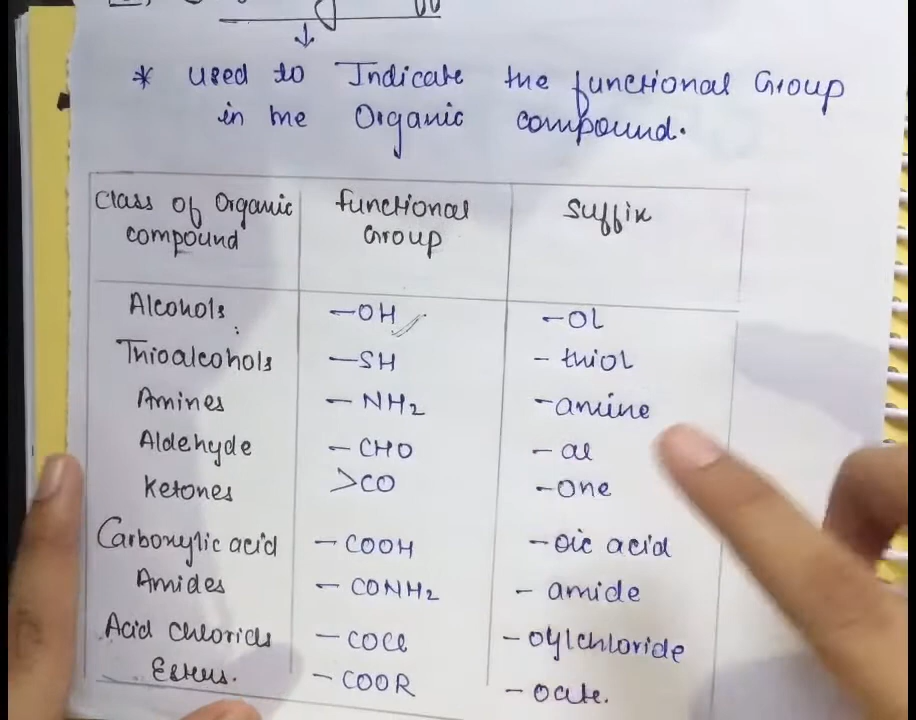 * used to Indicate the functional Group
in the Organic compound.
Class of Organic compound | functional Group | Suffix
Alcohols | -OH | -ol
Thioalcohols | -SH | -thiol
Amines | -NH₂ | -amine
Aldehyde | -CHO | -al
Ketones | >CO | -one
Carboxylic acid | -COOH | -oic acid
Amides | -CONH₂ | -amide
Acid chlorids | -COCl | -oylchloride
Esters. | -COOR | -oate.